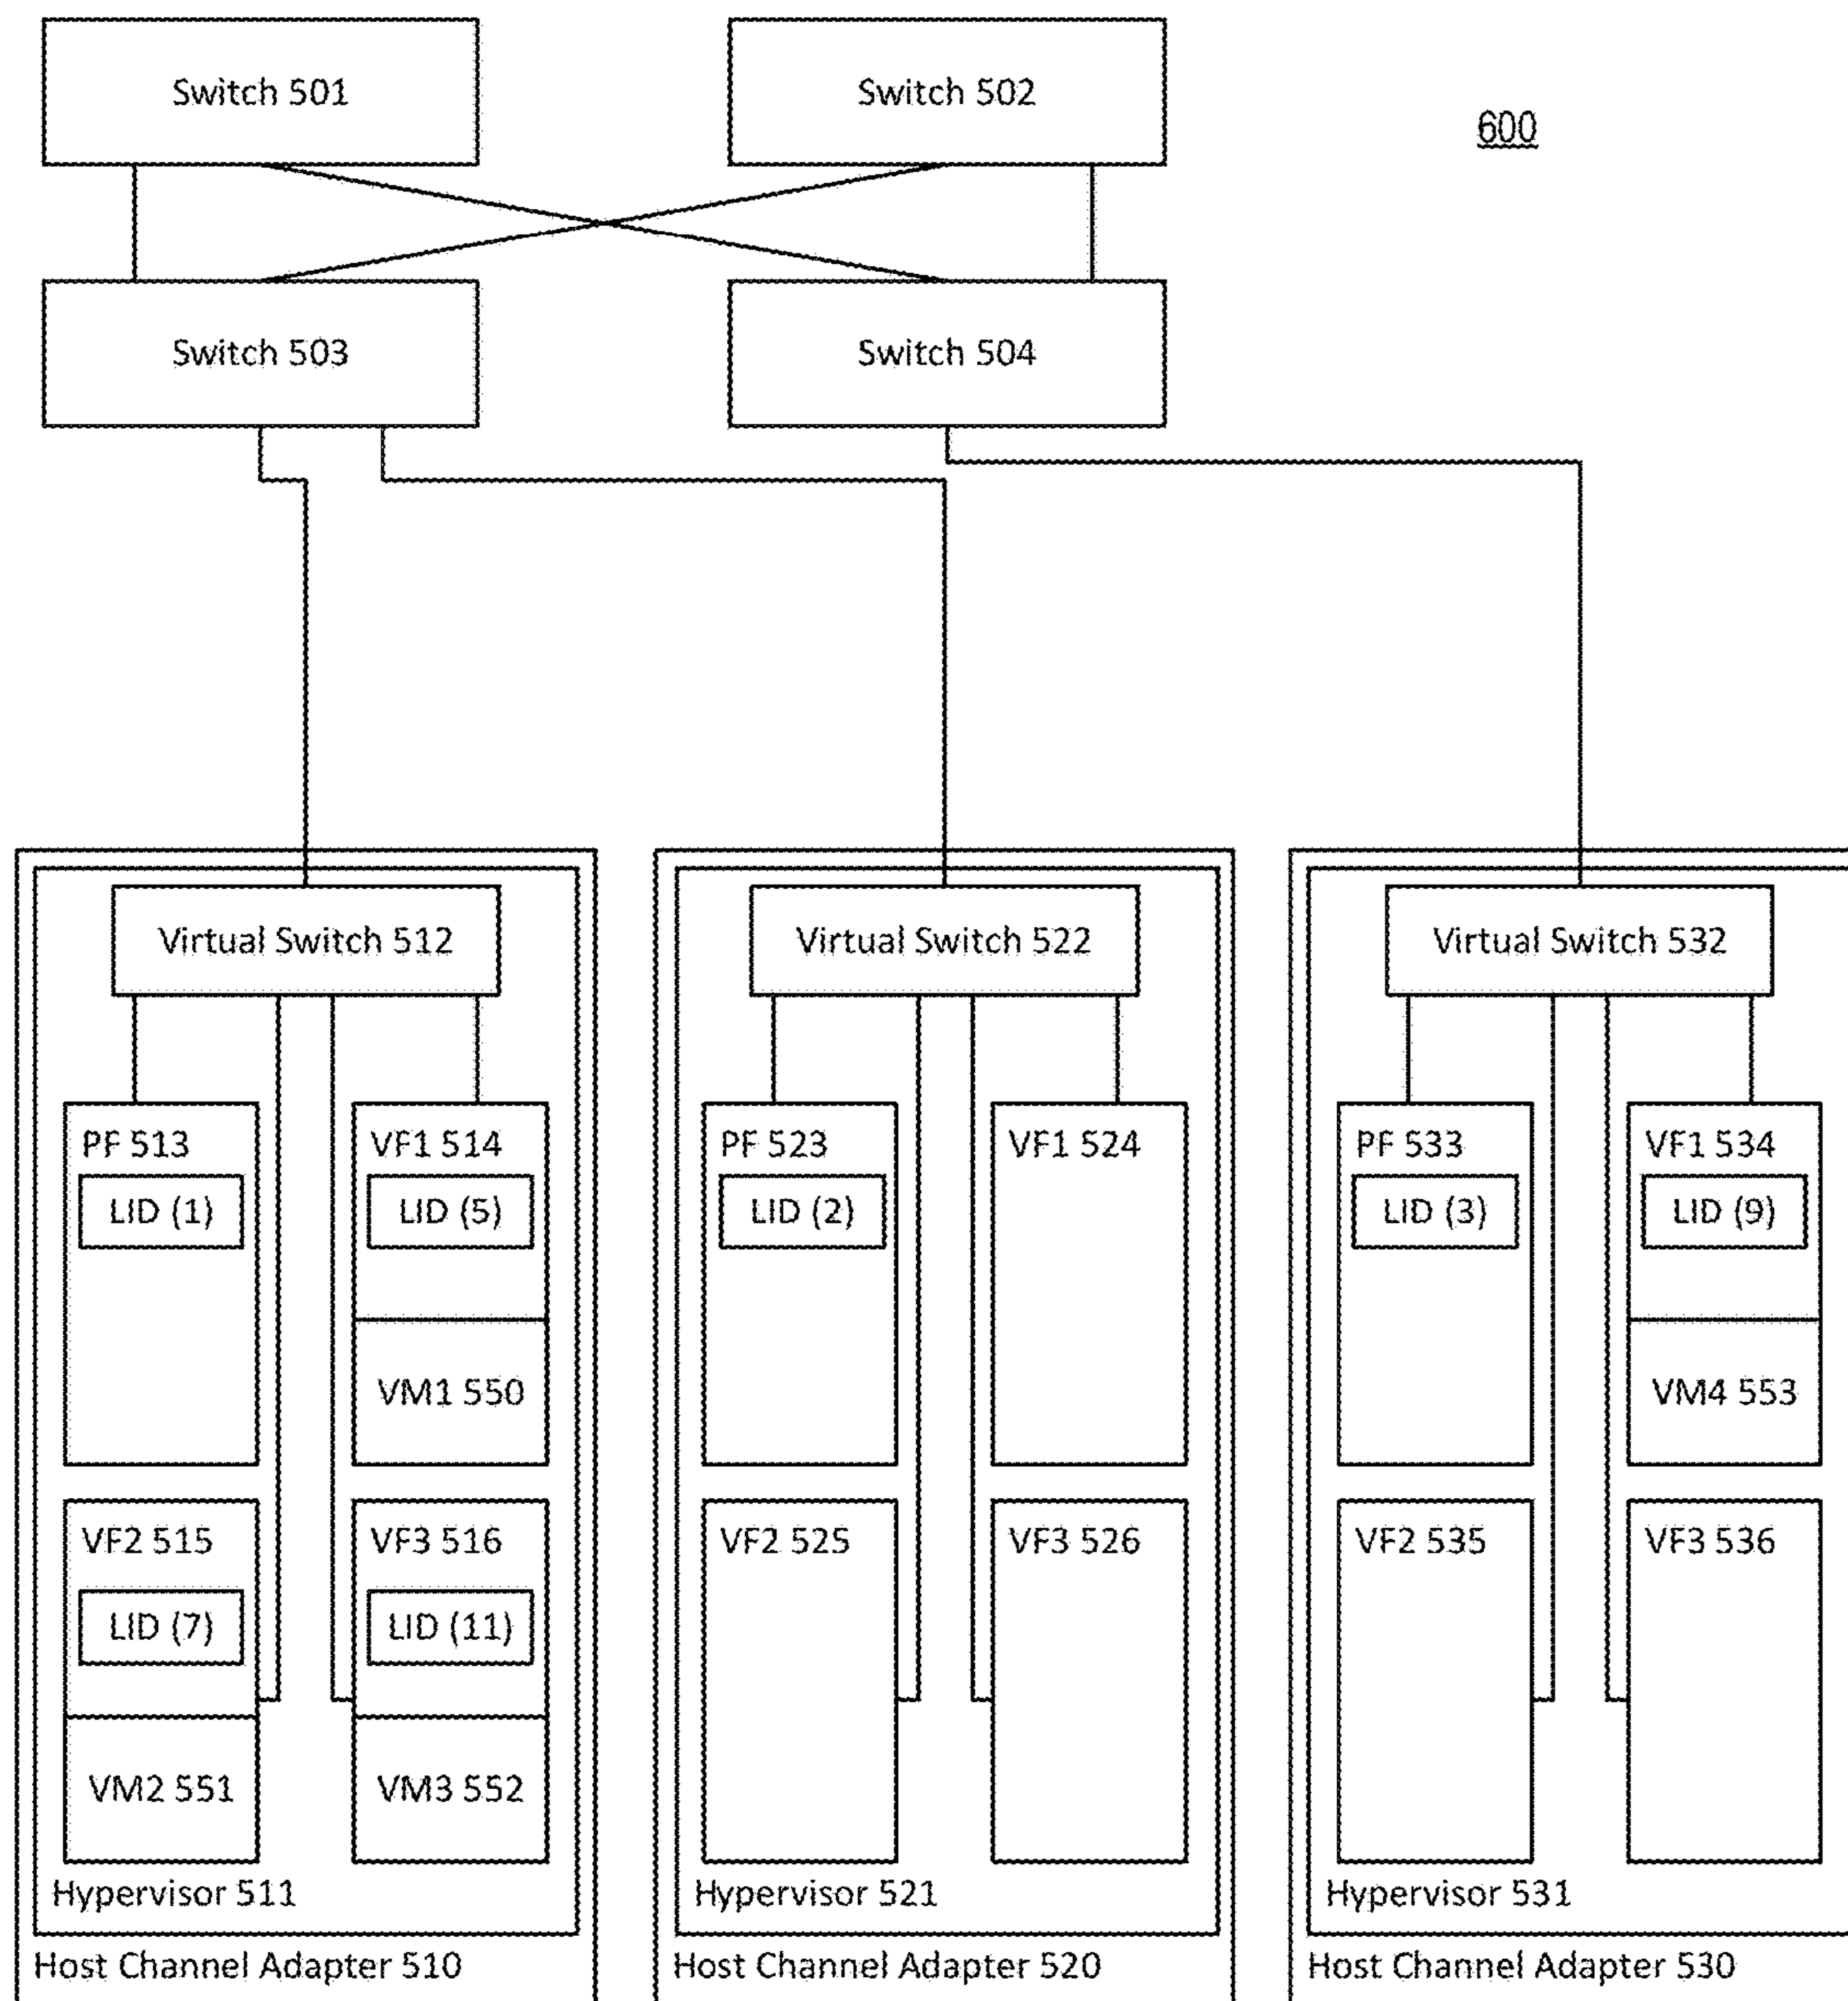 Switch 501
Switch 502
600
Switch 503
Switch 504
Virtual Switch 512
Virtual Switch 522
Virtual Switch 532
PF 513
LID (1)
VF1 514
LID (5)
VM1 550
VF2 515
LID (7)
VM2 551
VF3 516
LID (11)
VM3 552
Hypervisor 511
Host Channel Adapter 510
PF 523
LID (2)
VF1 524
VF2 525
VF3 526
Hypervisor 521
Host Channel Adapter 520
PF 533
LID (3)
VF1 534
LID (9)
VM4 553
VF2 535
VF3 536
Hypervisor 531
Host Channel Adapter 530